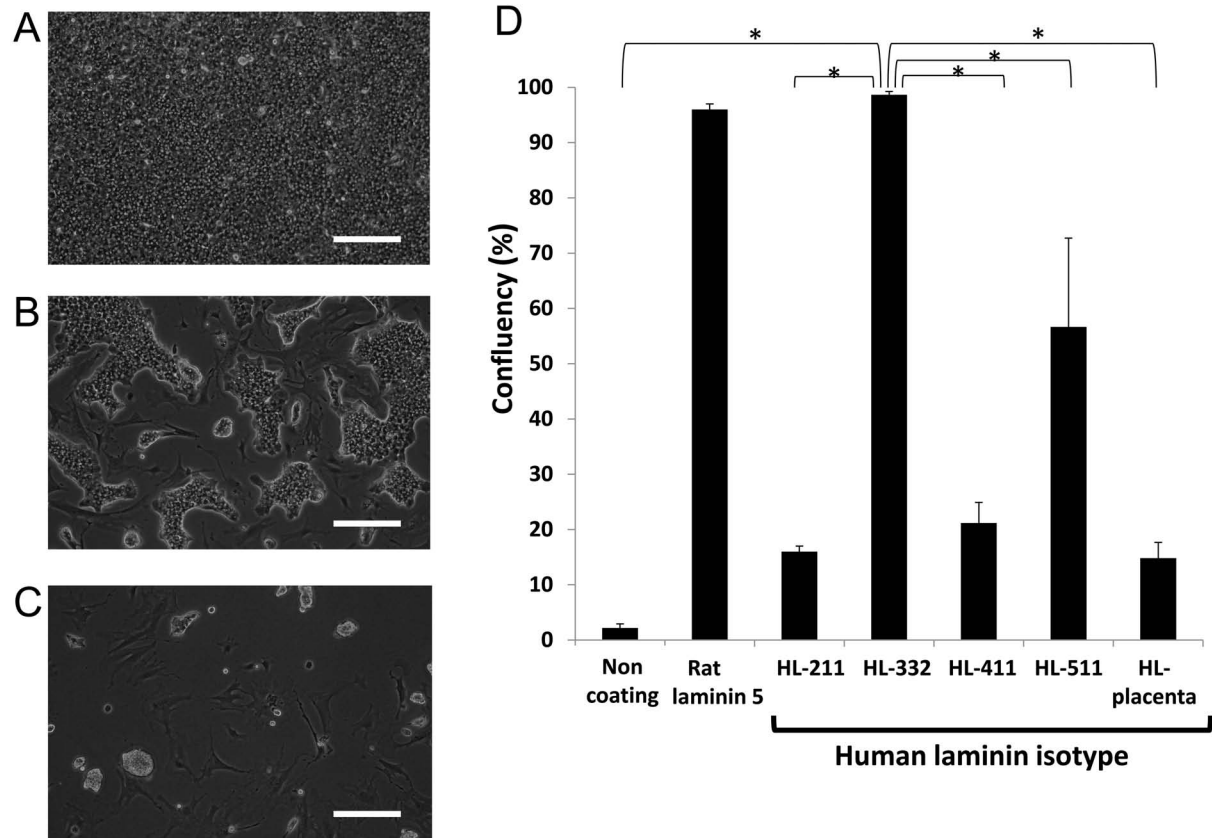 A
B
C
D
*
*
*
*
*
Confluency (%)
100
90
80
70
60
50
40
30
20
10
0
Non coating
Rat laminin 5
HL-211
HL-332
HL-411
HL-511
HL-placenta
Human laminin isotype